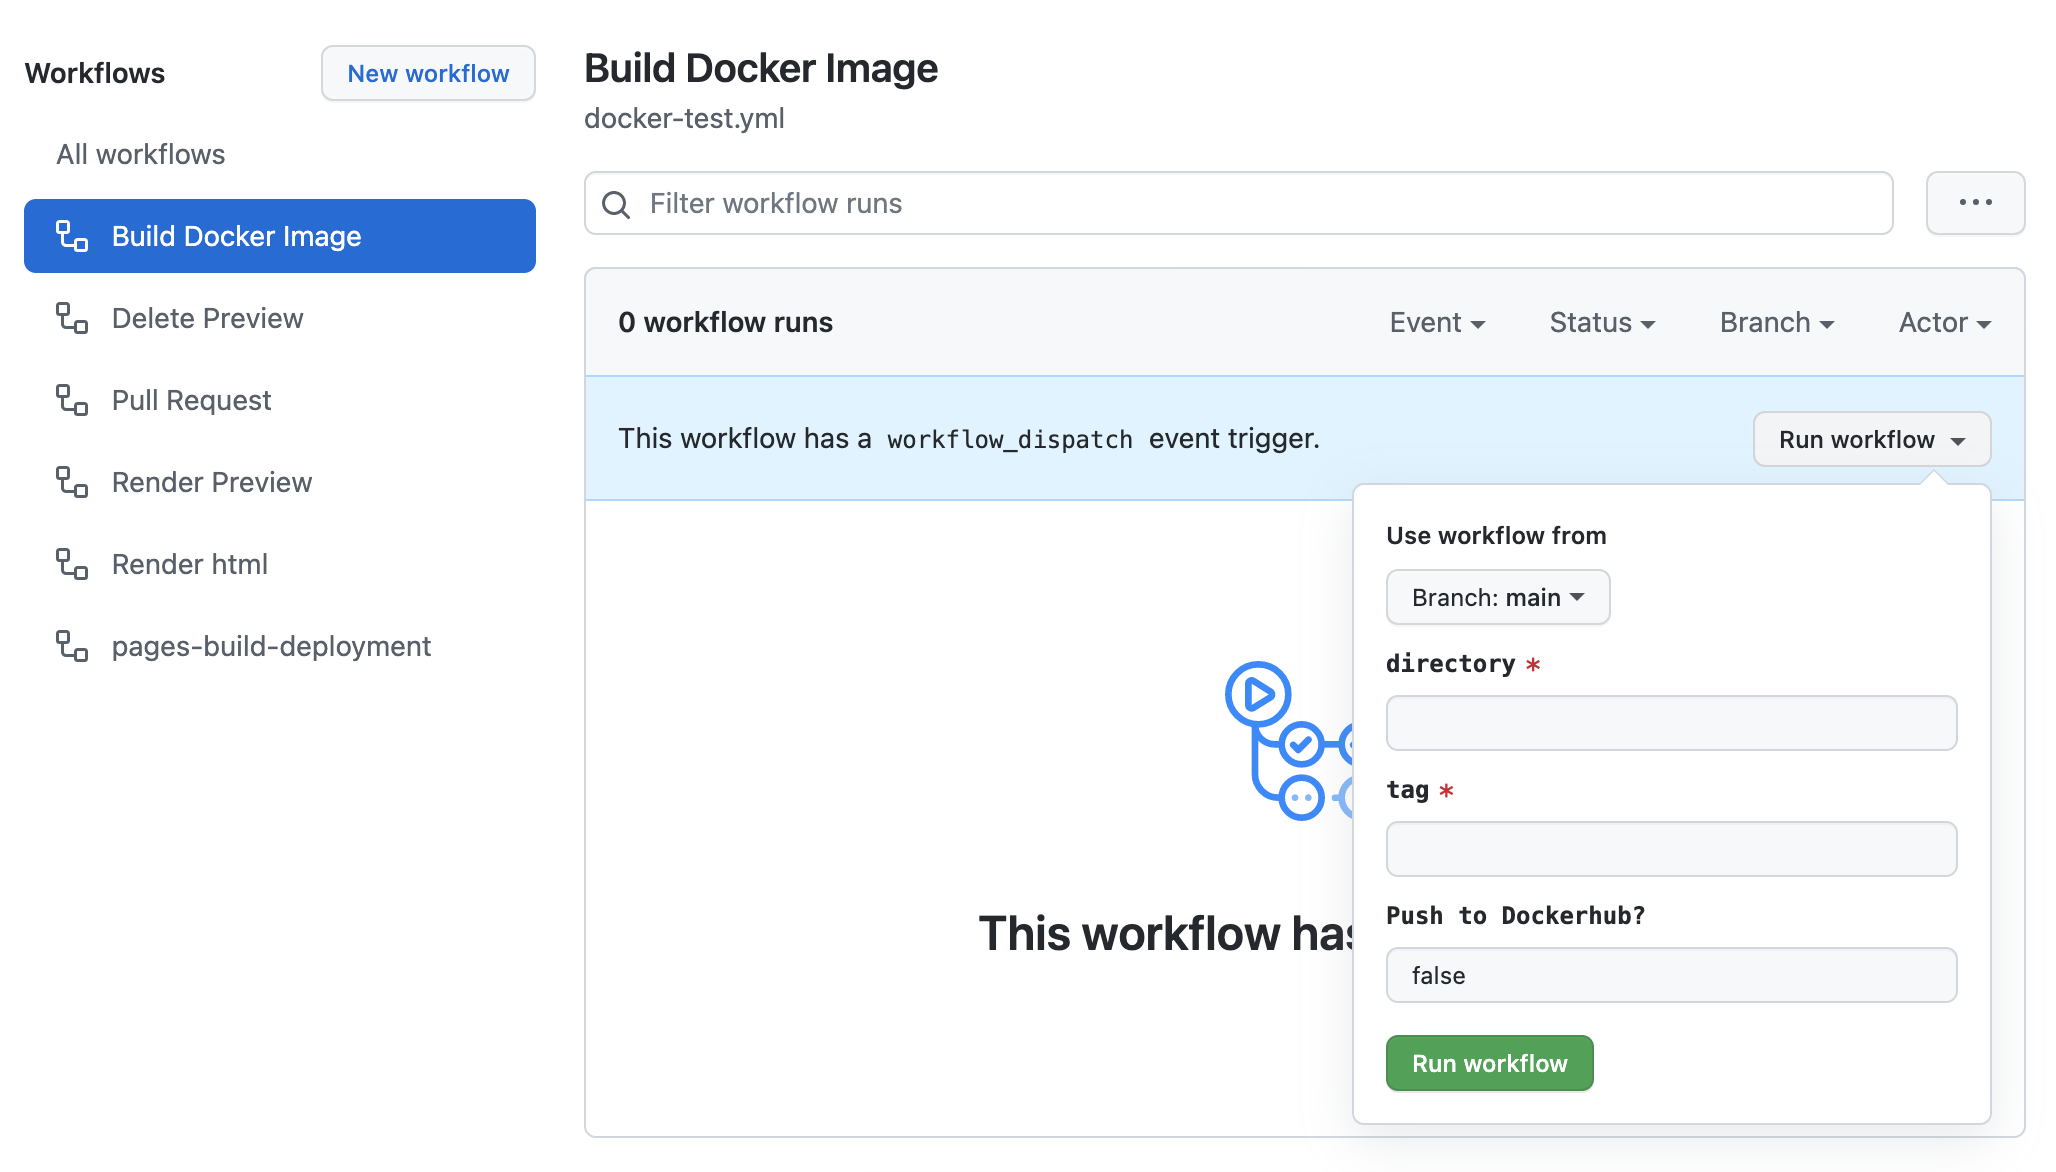 Workflows
New workflow
All workflows
Build Docker Image
Delete Preview
Pull Request
Render Preview
Render html
pages-build-deployment
Build Docker Image
docker-test.yml
Filter workflow runs
0 workflow runs
Event
Status
Branch
Actor
This workflow has a workflow_dispatch event trigger.
Run workflow
This workflow has
Use workflow from
Branch: main
directory *
tag *
Push to Dockerhub?
false
Run workflow